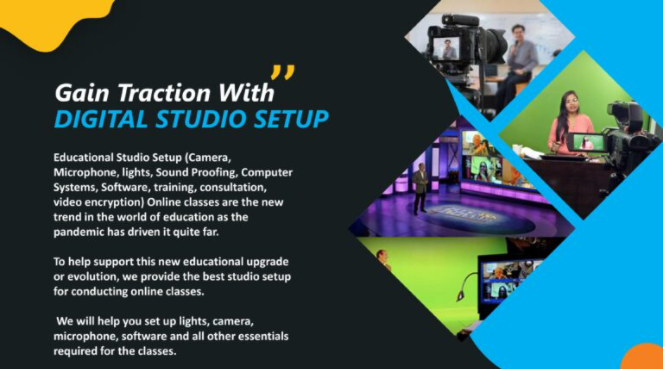 Gain Traction With”
DIGITAL STUDIO SETUP
Educational Studio Setup (Camera,
Microphone, lights, Sound Proofing, Computer
Systems, Software, training, consultation,
video encryption) Online classes are the new
trend in the world of education as the
pandemic has driven it quite far.
To help support this new educational upgrade
or evolution, we provide the best studio setup
for conducting online classes.
We will help you set up lights, camera,
microphone, software and all other essentials
required for the classes.